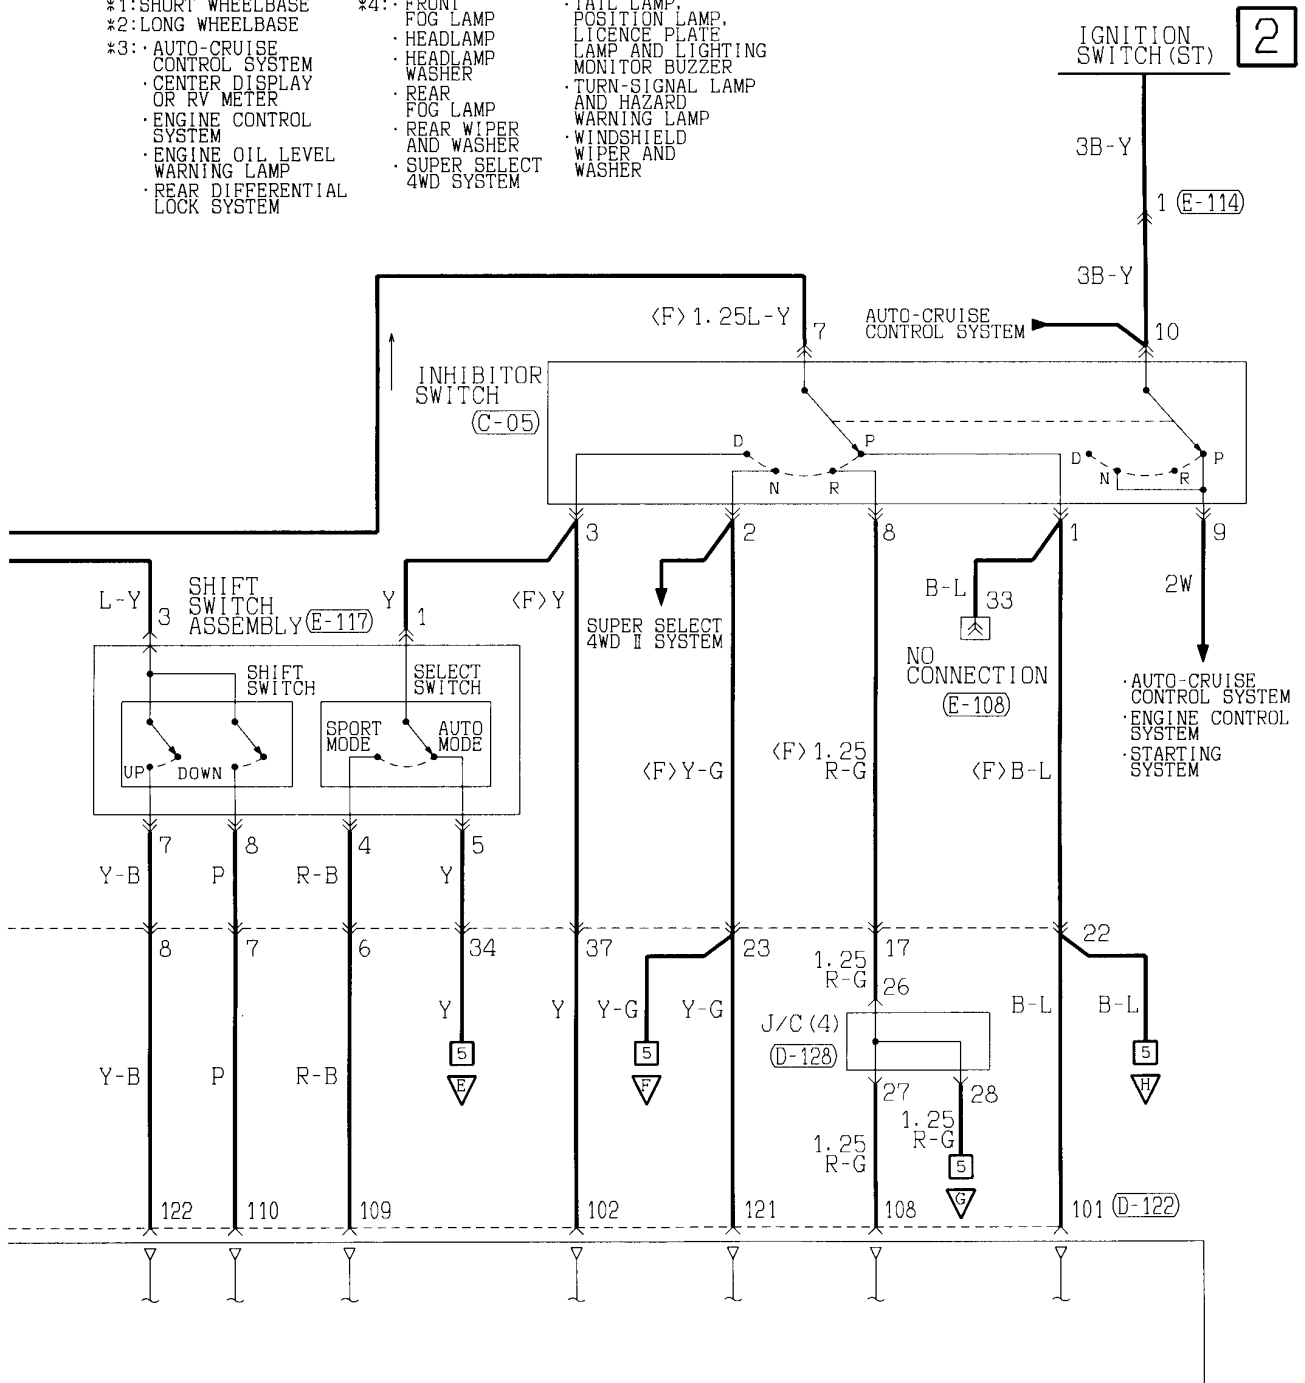 *1:SHORT WHEELBASE
*2:LONG WHEELBASE
*3:·AUTO-CRUISE
CONTROL SYSTEM
·CENTER DISPLAY
OR RV METER
·ENGINE CONTROL
SYSTEM
·ENGINE OIL LEVEL
WARNING LAMP
·REAR DIFFERENTIAL
LOCK SYSTEM
*4:·FRONT
FOG LAMP
·HEADLAMP
·HEADLAMP
WASHER
·REAR
FOG LAMP
·REAR WIPER
AND WASHER
·SUPER SELECT
4WD SYSTEM
·TAIL LAMP,
POSITION LAMP,
LICENCE PLATE
LAMP AND LIGHTING
MONITOR BUZZER
·TURN-SIGNAL LAMP
AND HAZARD
WARNING LAMP
·WINDSHIELD
WIPER AND
WASHER
IGNITION
SWITCH(ST)
2
3B-Y
1 E-114
3B-Y
<F>1.25L-Y 7
AUTO-CRUISE
CONTROL SYSTEM
10
INHIBITOR
SWITCH
C-05
D P
N R
D P
N R
3 2 8 1 9
L-Y 3
SHIFT
SWITCH
ASSEMBLY E-117
Y 1
<F>Y
SUPER SELECT
4WD II SYSTEM
B-L 33
NO
CONNECTION
E-108
2W
·AUTO-CRUISE
CONTROL SYSTEM
·ENGINE CONTROL
SYSTEM
·STARTING
SYSTEM
SHIFT
SWITCH
SELECT
SWITCH
UP DOWN
SPORT
MODE
AUTO
MODE
<F>Y-G
<F>1.25
R-G
<F>B-L
7 8 4 5
Y-B P R-B Y
8 7 6 34 37 23 17 22
1.25
R-G 26
Y Y Y-G Y-G B-L B-L
J/C(4)
D-128
5 5 5
E F H
Y-B P R-B
27 28
1.25
R-G
1.25
R-G
5
G
122 110 109 102 121 108 101 D-122